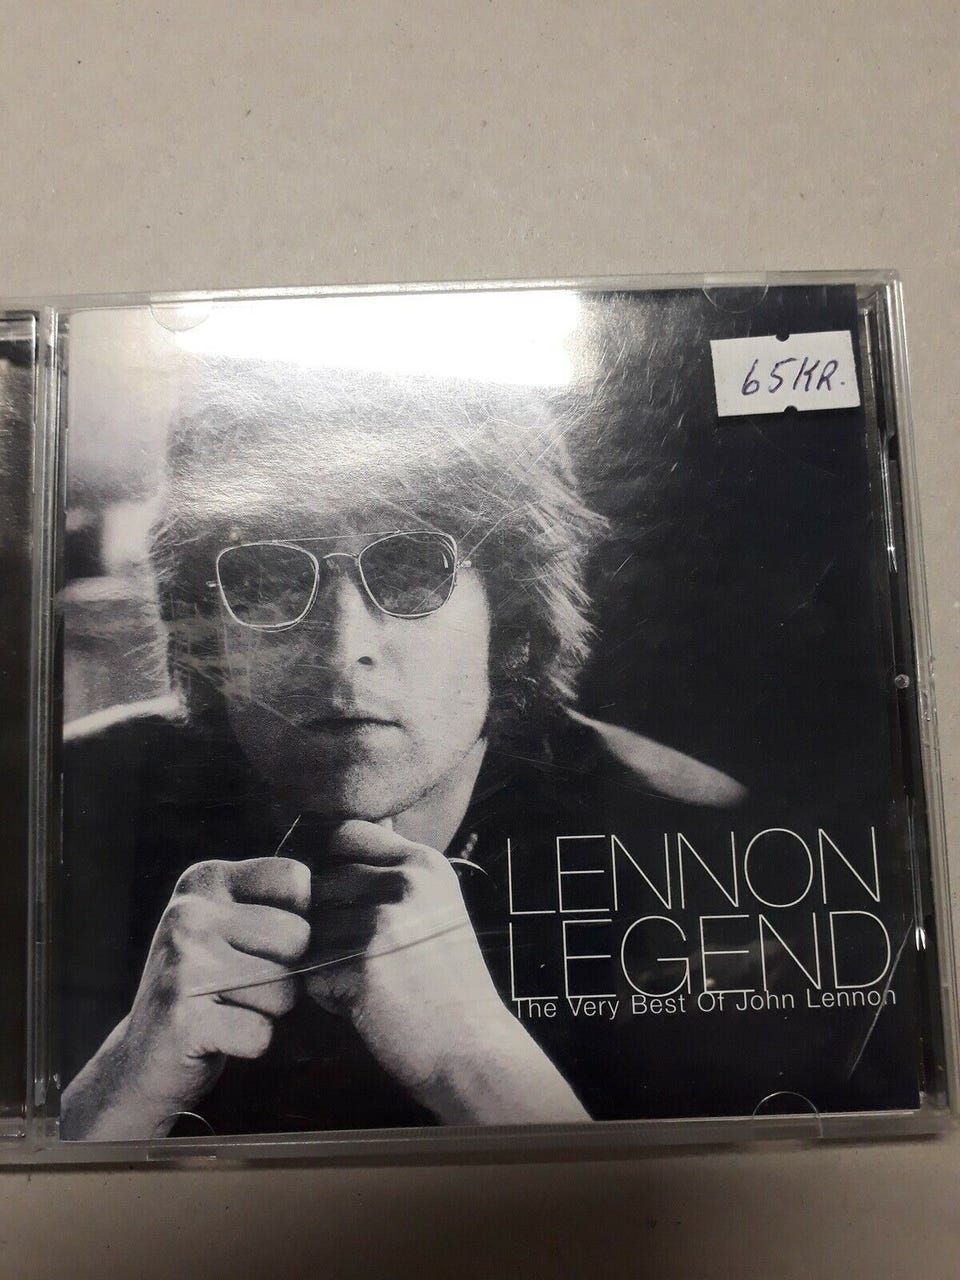 65KR.
LENNON
LEGEND
The Very Best Of John Lennon